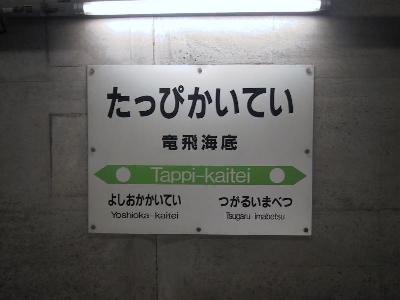 たっぴかいてい
竜飛海底
Tappi-kaitei
よしおかかいてい つがるいまべつ
Yoshioka-kaitei Tsugaru imabetsu